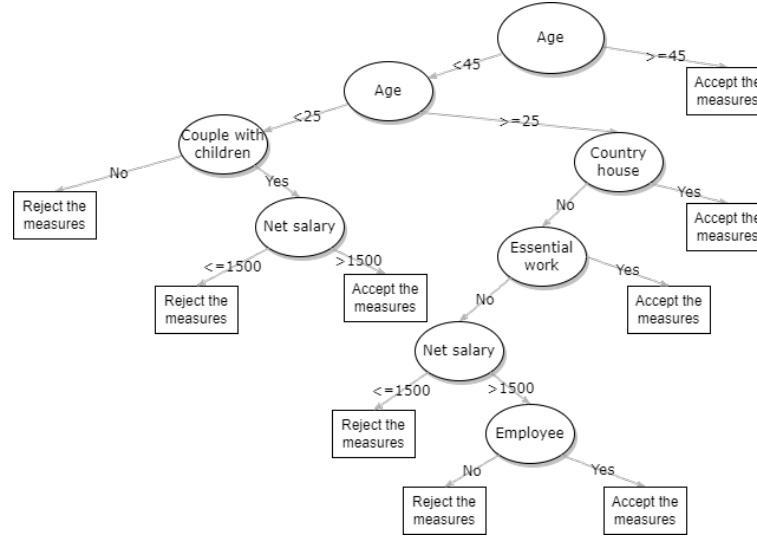 Age
<45
>=45
Age
Accept the
measures
<25
>=25
Couple with
children
Country
house
No
Yes
No
Yes
Reject the
measures
Net salary
Accept the
measures
Essential
work
<=1500
>1500
Yes
Reject the
measures
Accept the
measures
No
Accept the
measures
Net salary
<=1500
>1500
Reject the
measures
Employee
No
Yes
Reject the
measures
Accept the
measures